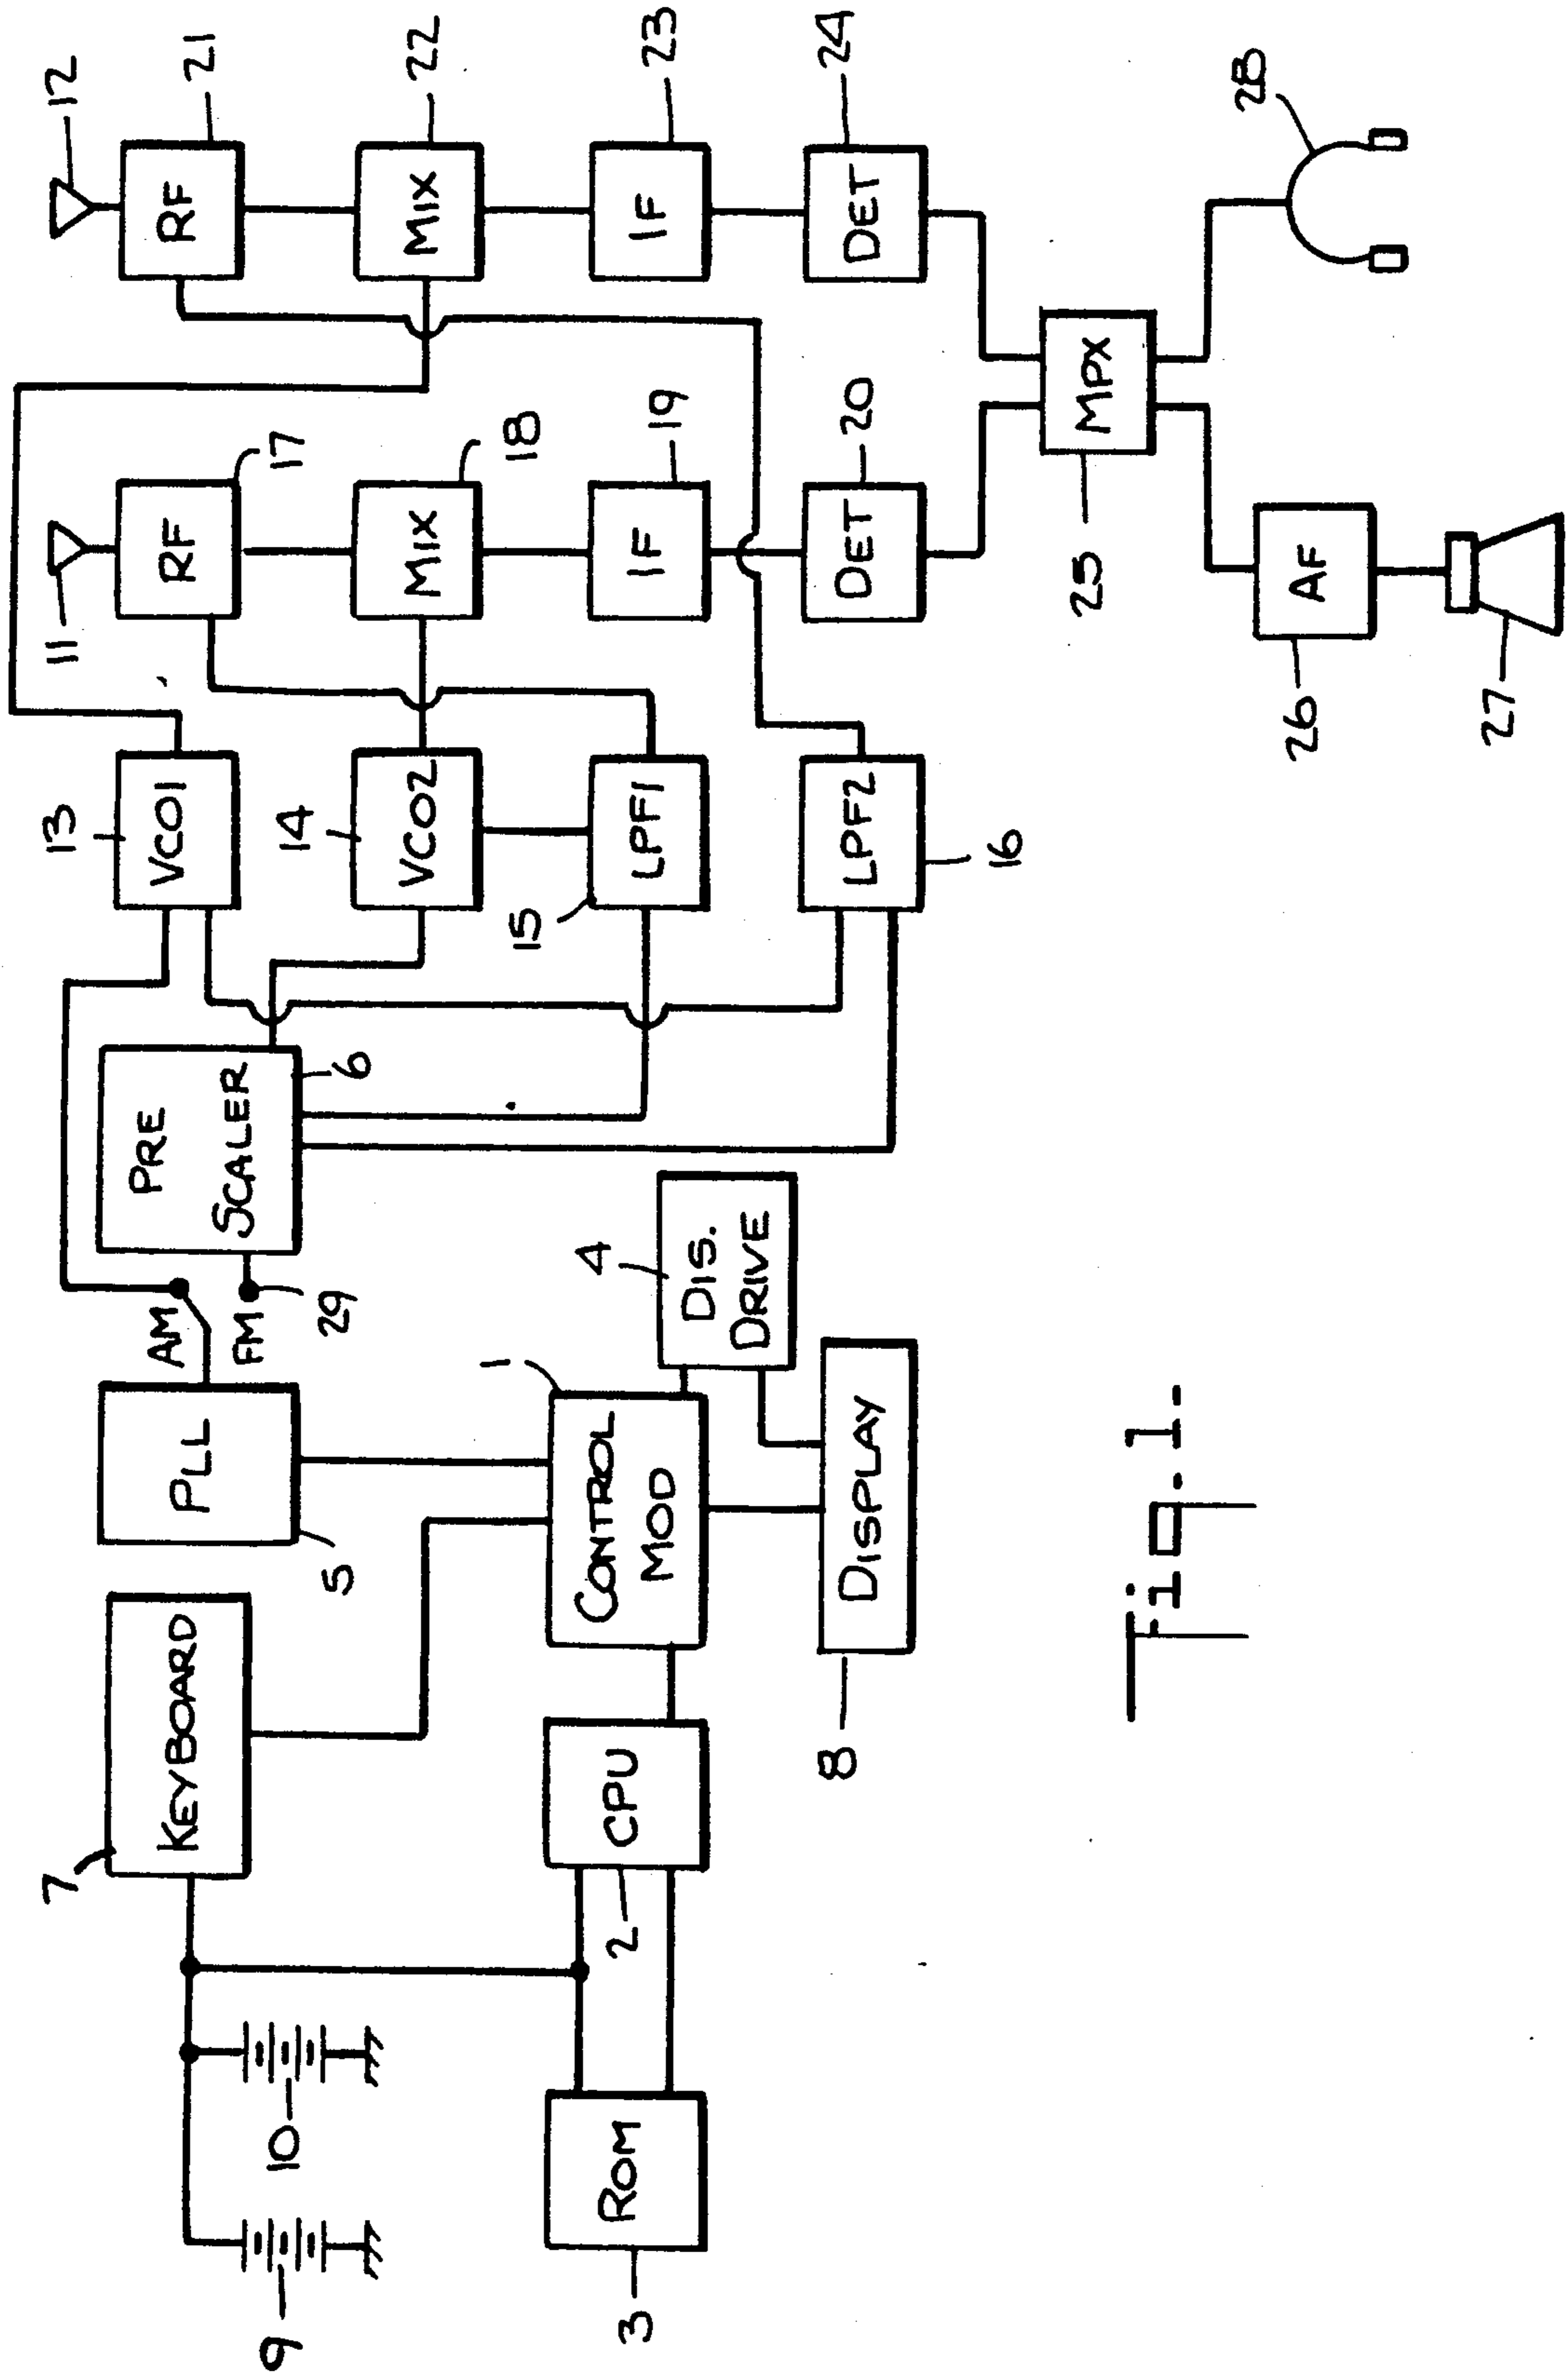 12
21
22
23
24
RF
MIX
IF
DET
11
17
18
19
20
RF
MIX
IF
DET
MPX
25
28
AF
26
27
13
VCO1
14
VCO2
15
LPF1
LPF2
16
PRE
SCALER
6
AM
FM
29
PLL
5
4
DIS.
DRIVE
1
CONTROL
MOD
DISPLAY
8
7
KEYBOARD
CPU
2
10
9
ROM
3
Fig.1.